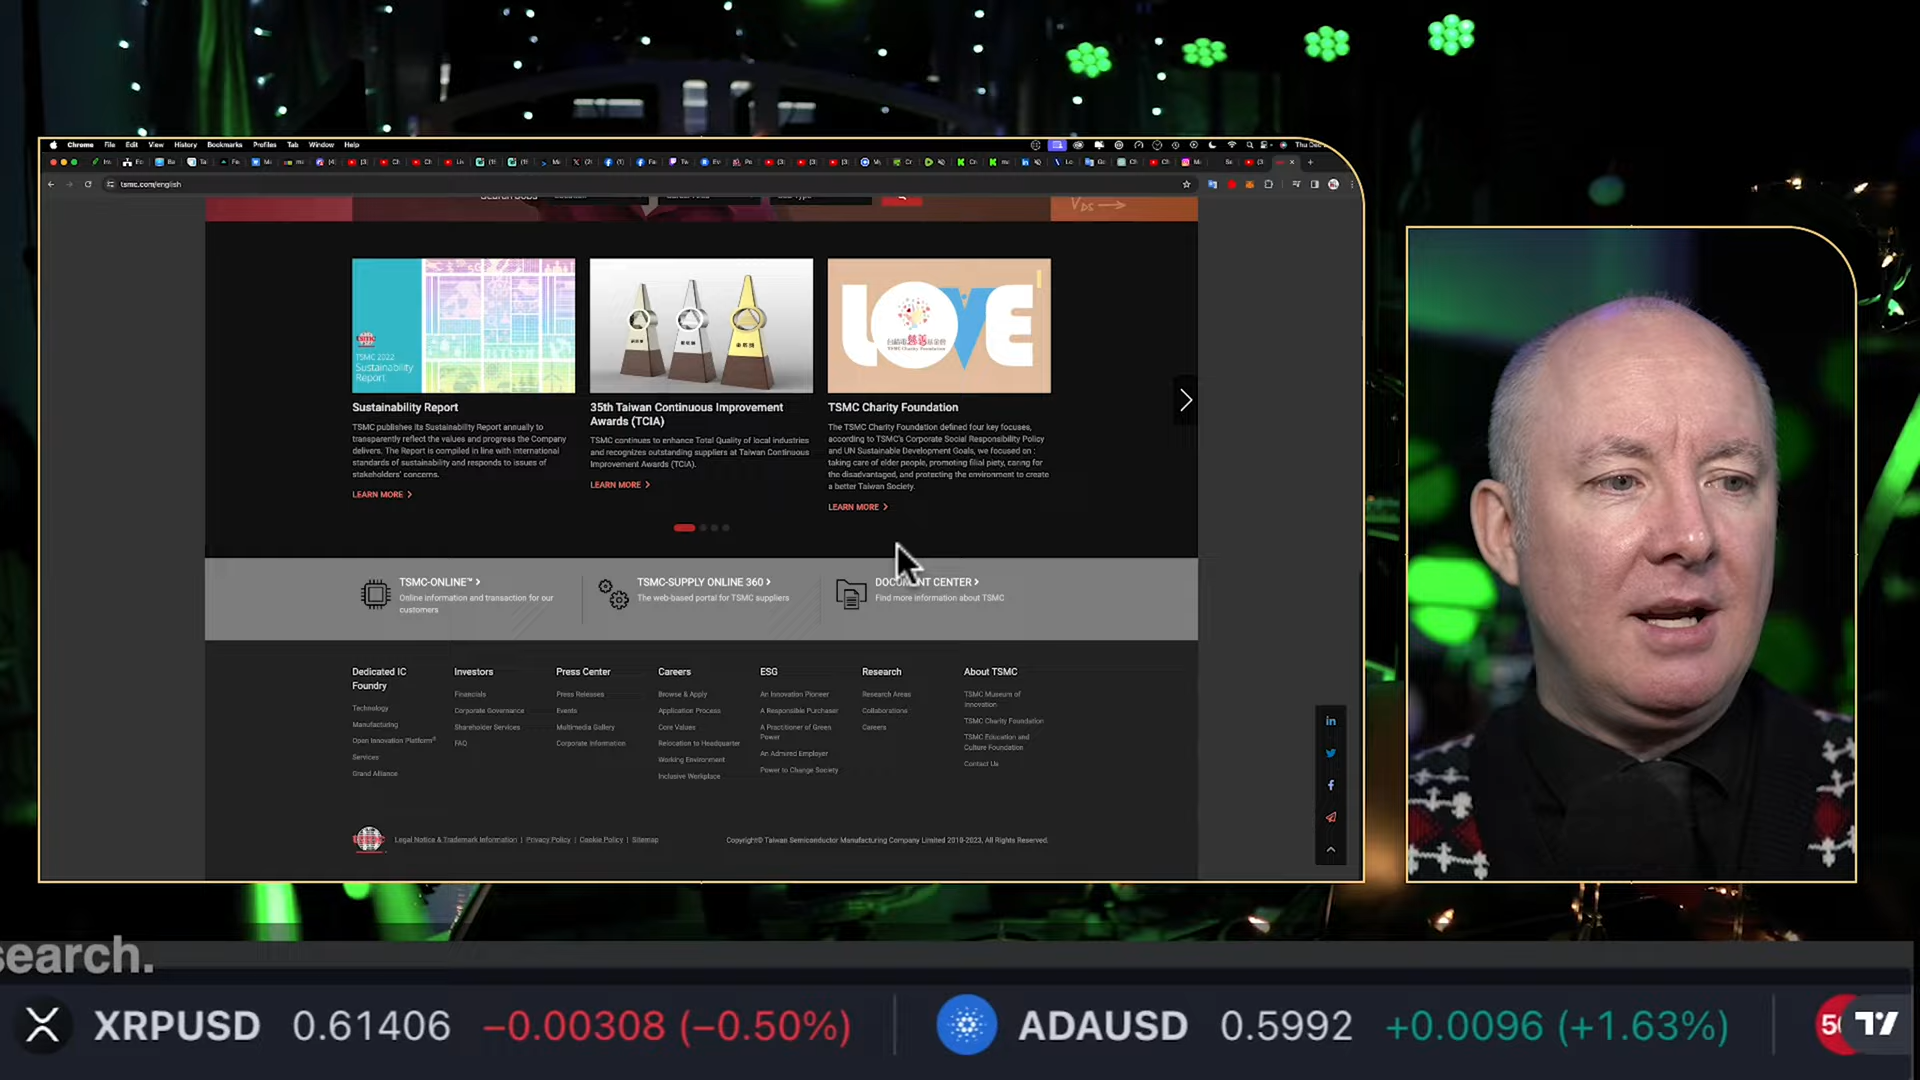 Chrome File Edit View History Bookmarks Profiles Tab Window Help
tsmc.com/english
Search Jobs
V DS
tsmc
TSMC 2022
Sustainability
Report
LOVE
TSMC Charity Foundation
Sustainability Report
TSMC publishes its Sustainability Report annually to
transparently reflect the values and progress the Company
delivers. The Report is compiled in line with international
standards of sustainability and responds to issues of
stakeholders' concerns.
LEARN MORE >
35th Taiwan Continuous Improvement
Awards (TCIA)
TSMC continues to enhance Total Quality of local industries
and recognizes outstanding suppliers at Taiwan Continuous
Improvement Awards (TCIA).
LEARN MORE >
TSMC Charity Foundation
The TSMC Charity Foundation defined four key focuses,
according to TSMC's Corporate Social Responsibility Policy
and UN Sustainable Development Goals, we focused on :
taking care of elder people, promoting filial piety, caring for
the disadvantaged, and protecting the environment to create
a better Taiwan Society.
LEARN MORE >
TSMC-ONLINE™ >
Online information and transaction for our
customers
TSMC-SUPPLY ONLINE 360 >
The web-based portal for TSMC suppliers
DOCUMENT CENTER >
Find more information about TSMC
Dedicated IC
Foundry
Technology
Manufacturing
Open Innovation Platform®
Services
Grand Alliance
Investors
Financials
Corporate Governance
Shareholder Services
FAQ
Press Center
Press Releases
Events
Multimedia Gallery
Corporate Information
Careers
Browse & Apply
Application Process
Core Values
Relocation to Headquarter
Working Environment
Inclusive Workplace
ESG
An Innovation Pioneer
A Responsible Purchaser
A Practitioner of Green
Power
An Admired Employer
Power to Change Society
Research
Research Areas
Collaborations
Careers
About TSMC
TSMC Museum of
Innovation
TSMC Charity Foundation
TSMC Education and
Culture Foundation
Contact Us
Legal Notice & Trademark Information | Privacy Policy | Cookie Policy | Sitemap
Copyright© Taiwan Semiconductor Manufacturing Company Limited 2010-2023, All Rights Reserved.
search.
XRPUSD 0.61406 −0.00308 (−0.50%)
ADAUSD 0.5992 +0.0096 (+1.63%)